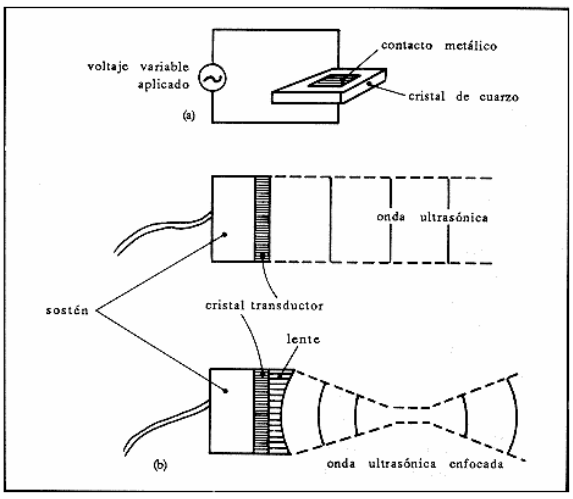 contacto metálico
voltaje variable
aplicado
cristal de cuarzo
(a)
onda ultrasónica
sostén
cristal transductor
lente
(b)
onda ultrasónica enfocada